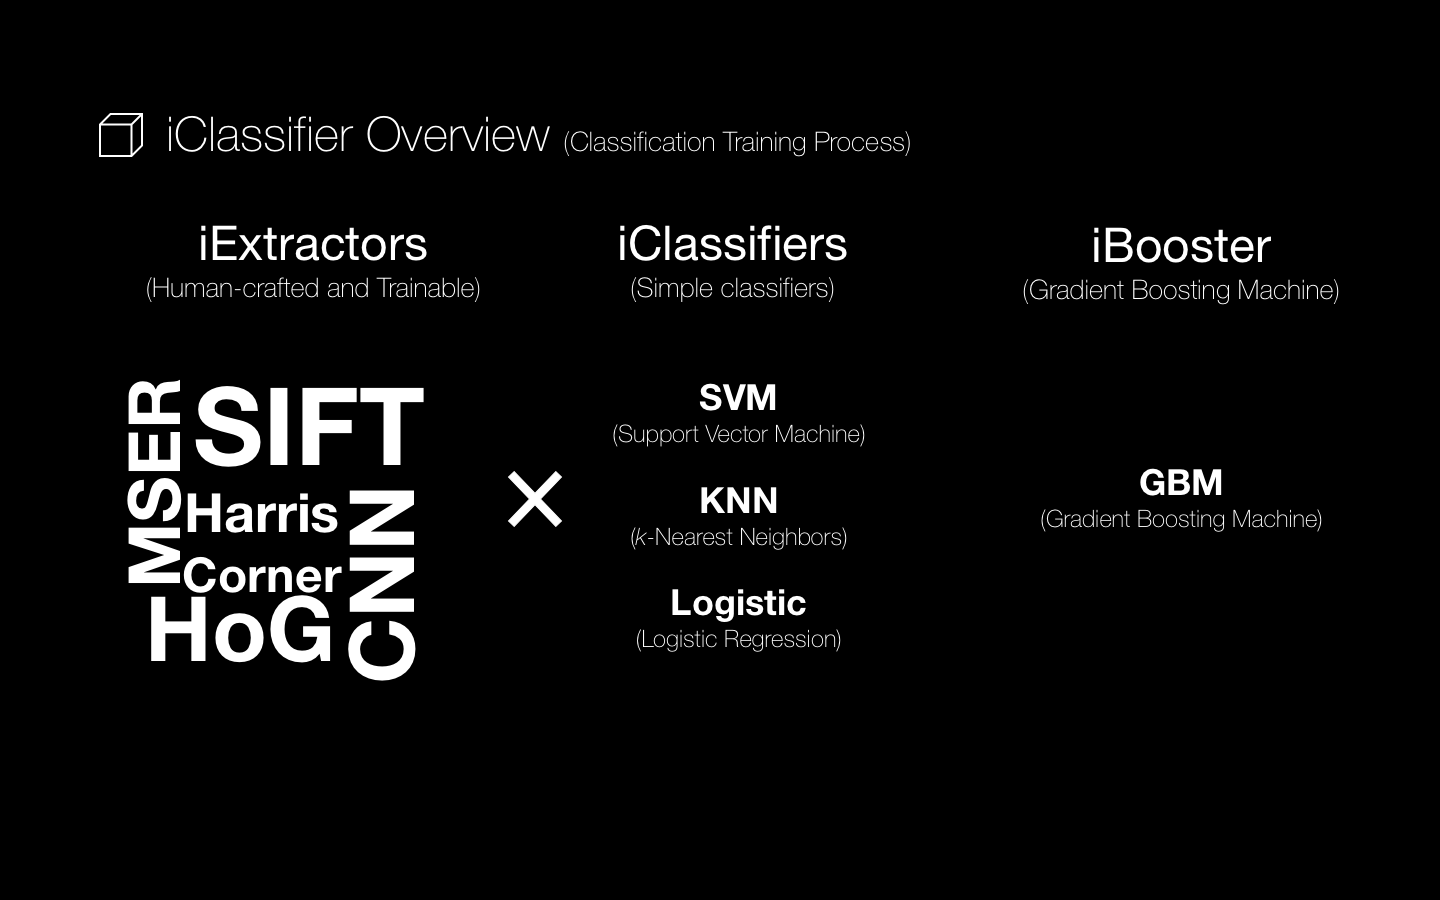 iClassifier Overview (Classification Training Process)
iExtractors
(Human-crafted and Trainable)
MSER
SIFT
Harris
Corner
HoG
CNN
×
iClassifiers
(Simple classifiers)
SVM
(Support Vector Machine)
KNN
(k-Nearest Neighbors)
Logistic
(Logistic Regression)
iBooster
(Gradient Boosting Machine)
GBM
(Gradient Boosting Machine)